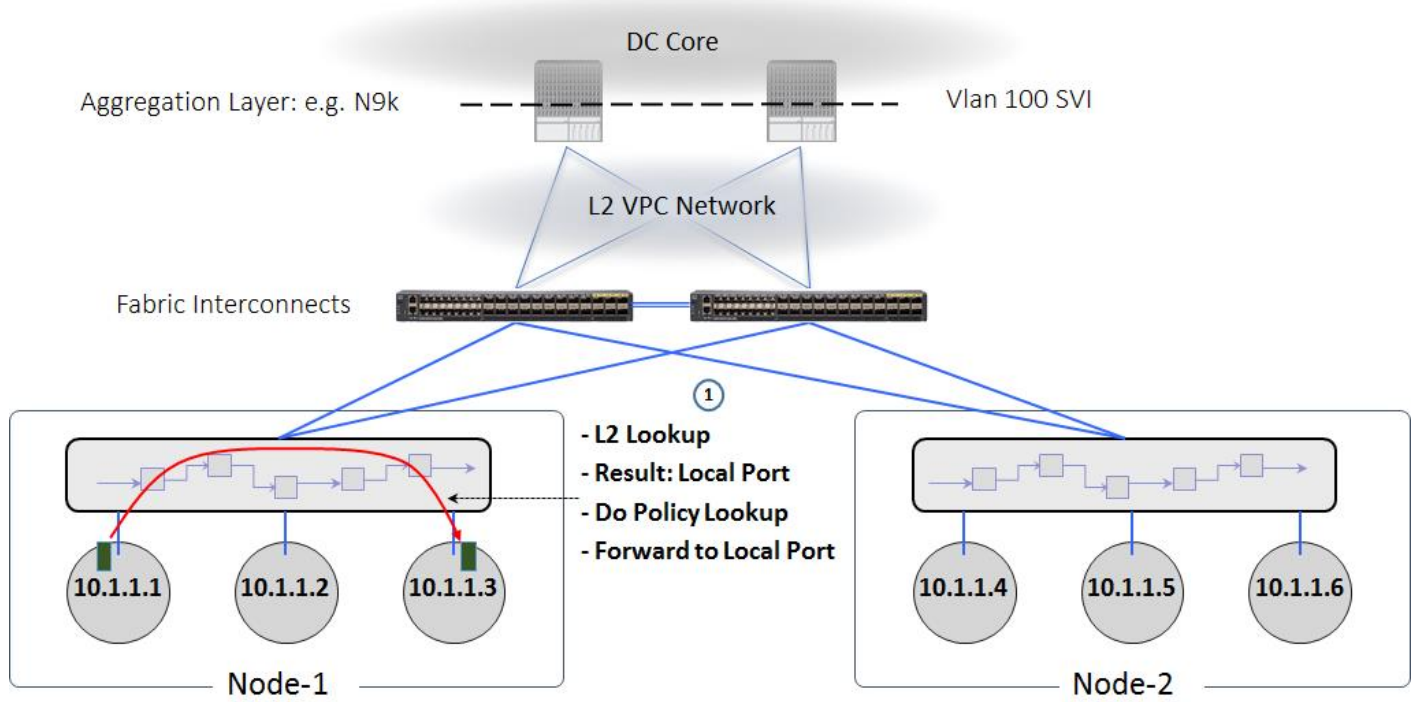 DC Core
Aggregation Layer: e.g. N9k
Vlan 100 SVI
L2 VPC Network
Fabric Interconnects
1
- L2 Lookup
- Result: Local Port
- Do Policy Lookup
- Forward to Local Port
10.1.1.1
10.1.1.2
10.1.1.3
10.1.1.4
10.1.1.5
10.1.1.6
Node-1
Node-2